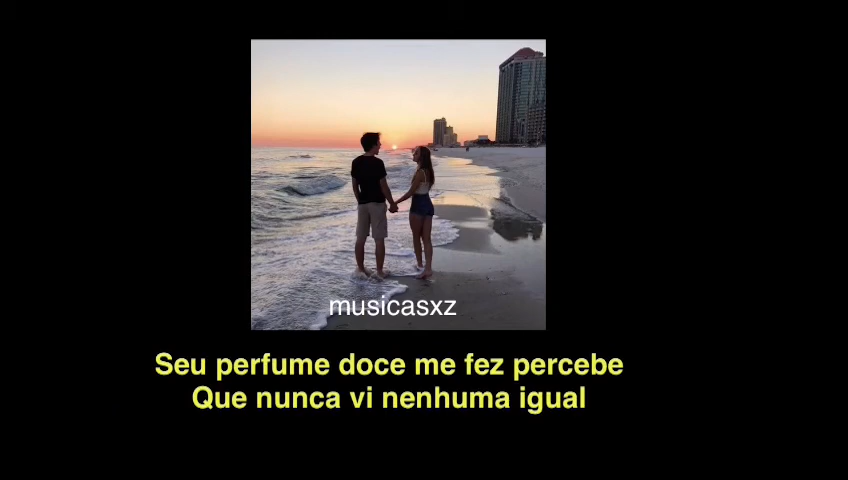 musicasxz
Seu perfume doce me fez percebe
Que nunca vi nenhuma igual